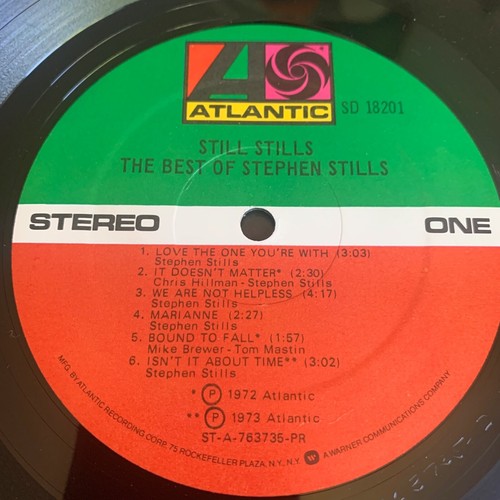 ATLANTIC SD 18201
STILL STILLS
THE BEST OF STEPHEN STILLS
STEREO ONE
1. LOVE THE ONE YOU'RE WITH (3:03)
Stephen Stills
2. IT DOESN'T MATTER* (2:30)
Chris Hillman-Stephen Stills
3. WE ARE NOT HELPLESS (4:17)
Stephen Stills
4. MARIANNE (2:27)
Stephen Stills
5. BOUND TO FALL* (1:57)
Mike Brewer-Tom Mastin
6. ISN'T IT ABOUT TIME** (3:02)
Stephen Stills
* Ⓟ 1972 Atlantic
** Ⓟ 1973 Atlantic
ST-A-763735-PR
MFG. BY ATLANTIC RECORDING CORP. 75 ROCKEFELLER PLAZA, N.Y., N.Y. A WARNER COMMUNICATIONS COMPANY